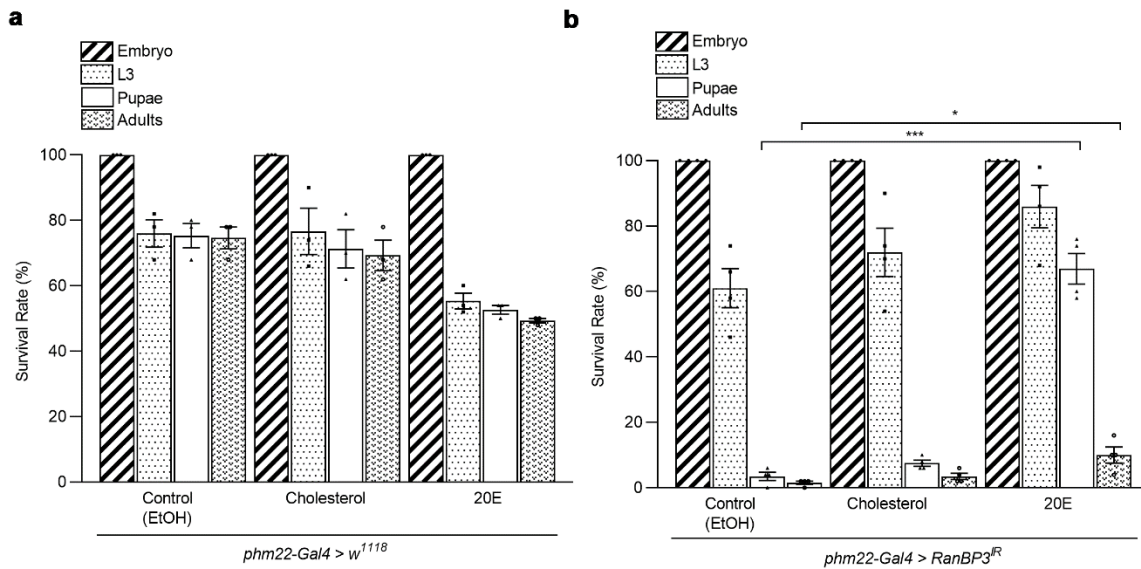 a
Embryo
L3
Pupae
Adults
Survival Rate (%)
100
80
60
40
20
0
Control
(EtOH)
Cholesterol
20E
phm22-Gal4 > w1118
b
Embryo
L3
Pupae
Adults
*
***
Survival Rate (%)
100
80
60
40
20
0
Control
(EtOH)
Cholesterol
20E
phm22-Gal4 > RanBP3IR